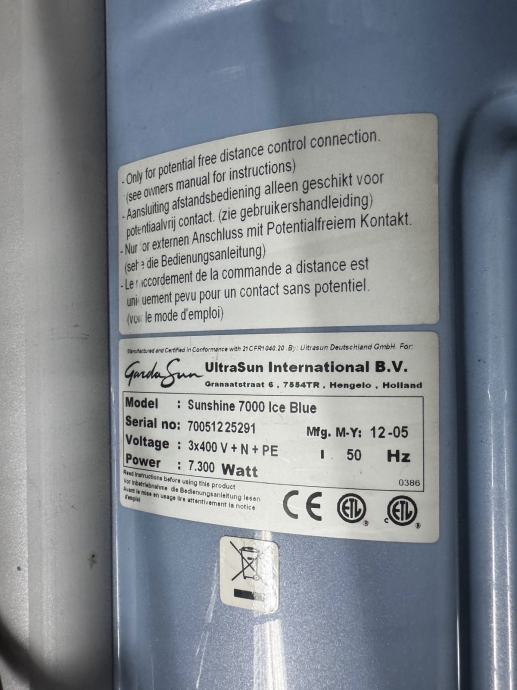 - Only for potential free distance control connection.
(see owners manual for instructions)
- Aansluiting afstandsbediening alleen geschikt voor
potentiaalvrij contact. (zie gebruikershandleiding)
- Nur for externen Anschluss mit Potentialfreiem Kontakt.
(sehe die Bedienungsanleitung)
- Le raccordement de la commande a distance est
uniquement pevu pour un contact sans potentiel.
(voir le mode d'emploi)
Manufactured and Certified in Conformance with 21CFR1040.20 .By: Ultrasun Deutschland GmbH. For:
GardaSun UltraSun International B.V.
Granaatstraat 6 , 7554TR , Hengelo , Holland
Model : Sunshine 7000 Ice Blue
Serial no: 70051225291 Mfg. M-Y: 12-05
Voltage : 3x400 V + N + PE 50 Hz
Power : 7.300 Watt
0386
Read instructions before using this product
Vor Inbetriebnahme die Bedienungsanleitung lesen
Avant la mise en usage lire attentivement la notice
d'emploi
CE ETL ® c ETL ®